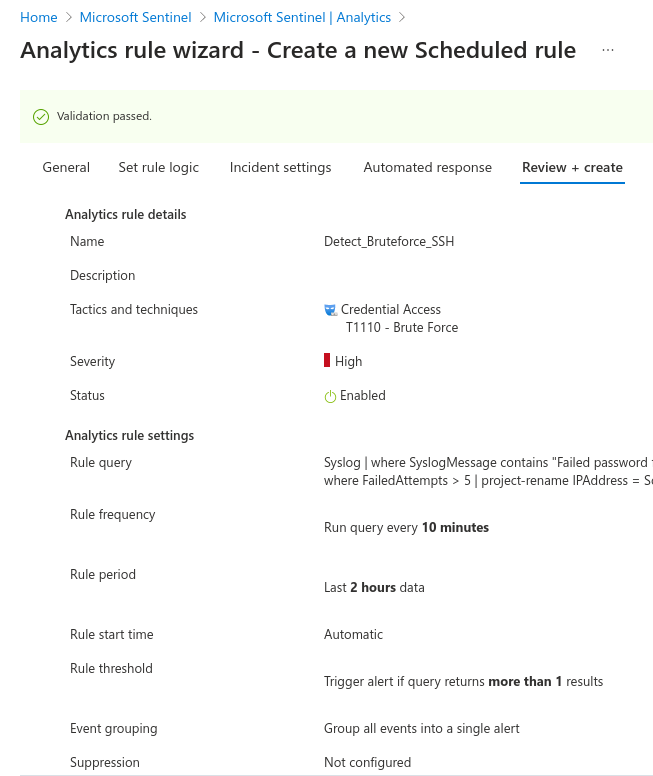 Home > Microsoft Sentinel > Microsoft Sentinel | Analytics >
Analytics rule wizard - Create a new Scheduled rule ...
Validation passed.
General Set rule logic Incident settings Automated response Review + create
Analytics rule details
Name Detect_Bruteforce_SSH
Description
Tactics and techniques Credential Access
T1110 - Brute Force
Severity High
Status Enabled
Analytics rule settings
Rule query Syslog | where SyslogMessage contains "Failed password
where FailedAttempts > 5 | project-rename IPAddress =
Rule frequency
Run query every 10 minutes
Rule period
Last 2 hours data
Rule start time Automatic
Rule threshold
Trigger alert if query returns more than 1 results
Event grouping Group all events into a single alert
Suppression Not configured